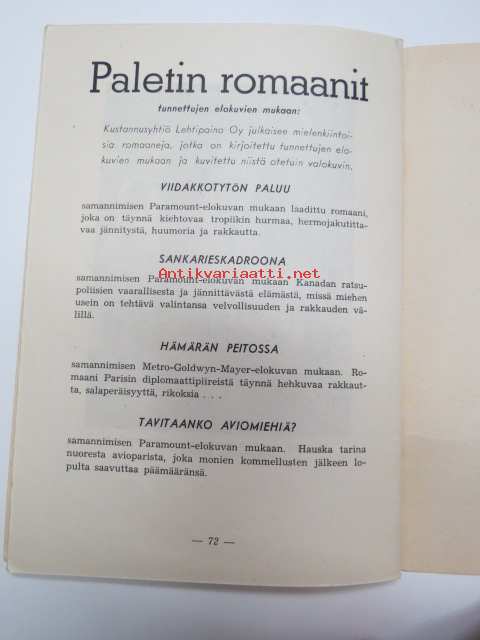 Paletin romaanit
tunnettujen elokuvien mukaan:
Kustannusyhtiö Lehtipaino Oy julkaisee mielenkiintoi-
sia romaaneja, jotka on kirjoitettu tunnettujen elo-
kuvien mukaan ja kuvitettu niistä otetuin valokuvin.
VIIDAKKOTYTÖN PALUU
samannimisen Paramount-elokuvan mukaan laadittu romaani,
joka on täynnä kiehtovaa tropiikin hurmaa, hermojakutitta-
vaa jännitystä, huumoria ja rakkautta.
SANKARIESKADROONA
Antikvariaatti.net
samannimisen Paramount-elokuvan mukaan Kanadan ratsu-
poliisien vaarallisesta ja jännittävästä elämästä, missä miehen
usein on tehtävä valintansa velvollisuuden ja rakkauden vä-
lillä.
HÄMÄRÄN PEITOSSA
samannimisen Metro-Goldwyn-Mayer-elokuvan mukaan. Ro-
maani Parisin diplomaattipiireistä täynnä hehkuvaa rakkaut-
ta, salaperäisyyttä, rikoksia . . .
TAVITAANKO AVIOMIEHIÄ?
samannimisen Paramount-elokuvan mukaan. Hauska tarina
nuoresta avioparista, joka monien kommellusten jälkeen lo-
pulta saavuttaa päämääränsä.
— 72 —